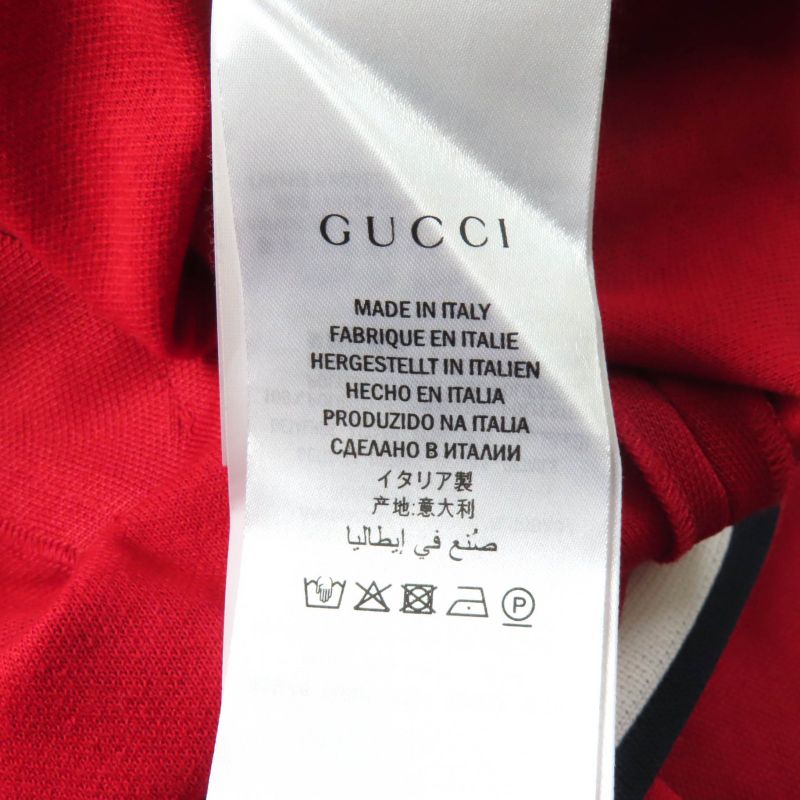 GUCCI
MADE IN ITALY
FABRIQUE EN ITALIE
HERGESTELLT IN ITALIEN
HECHO EN ITALIA
PRODUZIDO NA ITALIA
СДЕЛАНО В ИТАЛИИ
イタリア製
产地:意大利
صُنع في إيطاليا
P